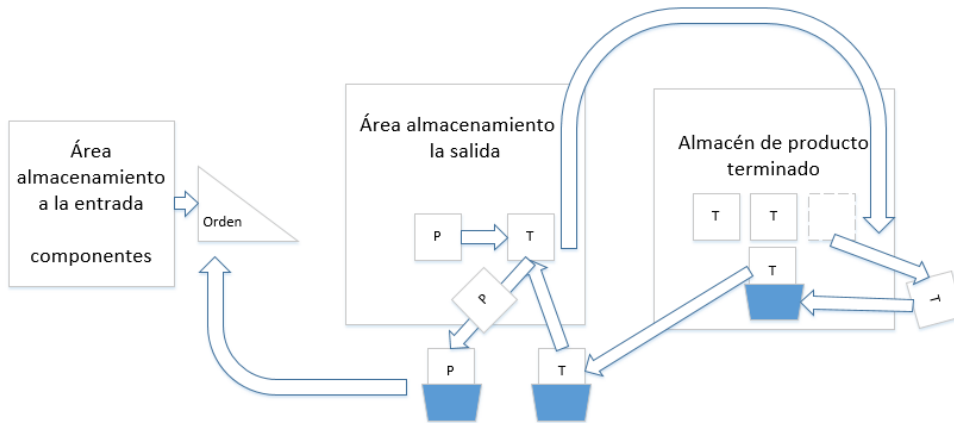 Área
almacenamiento
a la entrada
componentes
Orden
Área almacenamiento
la salida
P
T
P
P
T
Almacén de producto
terminado
T
T
T
T